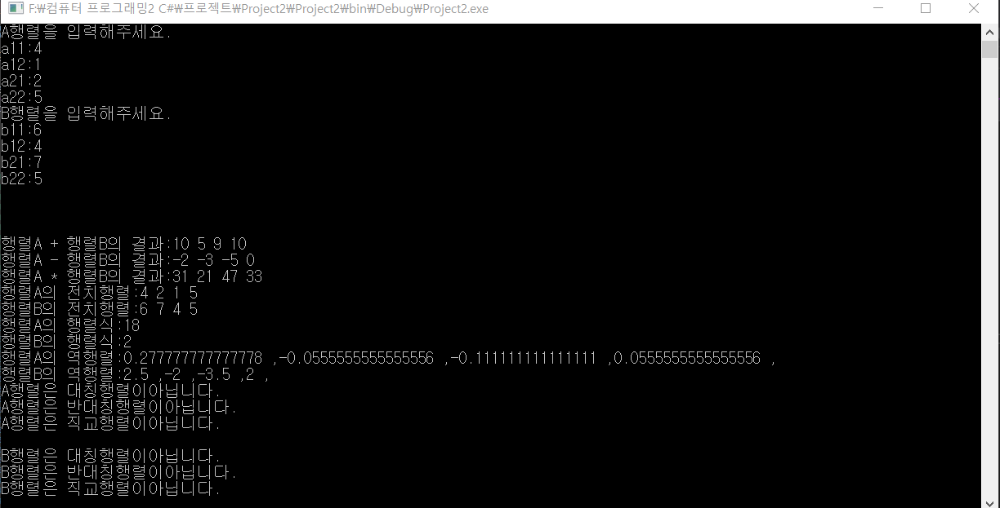 F:\컴퓨터 프로그래밍2 C#\프로젝트\Project2\Project2\bin\Debug\Project2.exe
A행렬을 입력해주세요.
a11:4
a12:1
a21:2
a22:5
B행렬을 입력해주세요.
b11:6
b12:4
b21:7
b22:5
행렬A + 행렬B의 결과:10 5 9 10
행렬A - 행렬B의 결과:-2 -3 -5 0
행렬A * 행렬B의 결과:31 21 47 33
행렬A의 전치행렬:4 2 1 5
행렬B의 전치행렬:6 7 4 5
행렬A의 행렬식:18
행렬B의 행렬식:2
행렬A의 역행렬:0.277777777777778 ,-0.0555555555555556 ,-0.111111111111111 ,0.0555555555555556 ,
행렬B의 역행렬:2.5 ,-2 ,-3.5 ,2 ,
A행렬은 대칭행렬이아닙니다.
A행렬은 반대칭행렬이아닙니다.
A행렬은 직교행렬이아닙니다.
B행렬은 대칭행렬이아닙니다.
B행렬은 반대칭행렬이아닙니다.
B행렬은 직교행렬이아닙니다.